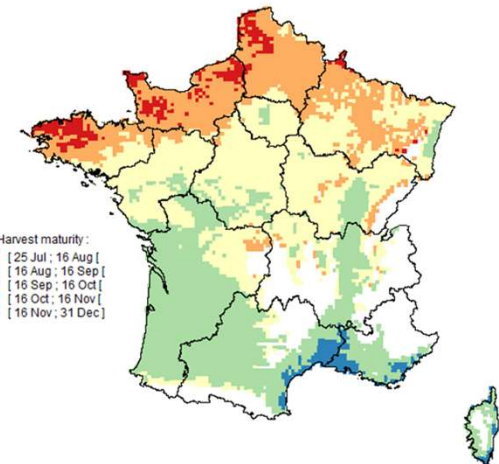 Harvest maturity :
[ 25 Jul ; 16 Aug [
[ 16 Aug ; 16 Sep [
[ 16 Sep ; 16 Oct [
[ 16 Oct ; 16 Nov [
[ 16 Nov ; 31 Dec ]